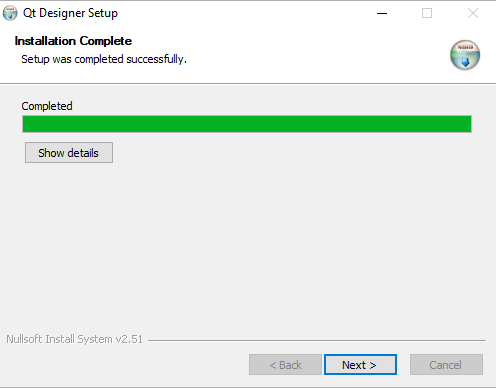 Qt Designer Setup
Installation Complete
Setup was completed successfully.
Completed
Show details
Nullsoft Install System v2.51
< Back
Next >
Cancel